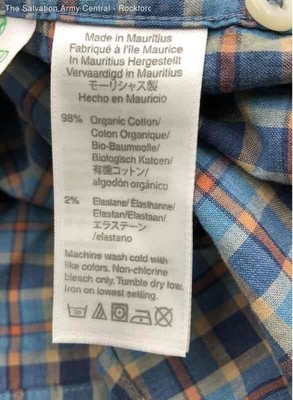 The Salvation Army Central - Rockford
Made in Mauritius
Fabriqué à l'île Maurice
In Mauritius Hergestellt
Vervaardigd in Mauritius
モーリシャス製
Hecho en Mauricio
98% Organic Cotton/
Coton Organique/
Bio-Baumwolle/
Biologisch Katoen/
有機コットン/
algodón orgánico
2% Elastane/ Élasthanne/
Elastan/Elastaan/
エラステーン
/elastano
Machine wash cold with
like colors. Non-chlorine
bleach only. Tumble dry low.
Iron on lowest setting.